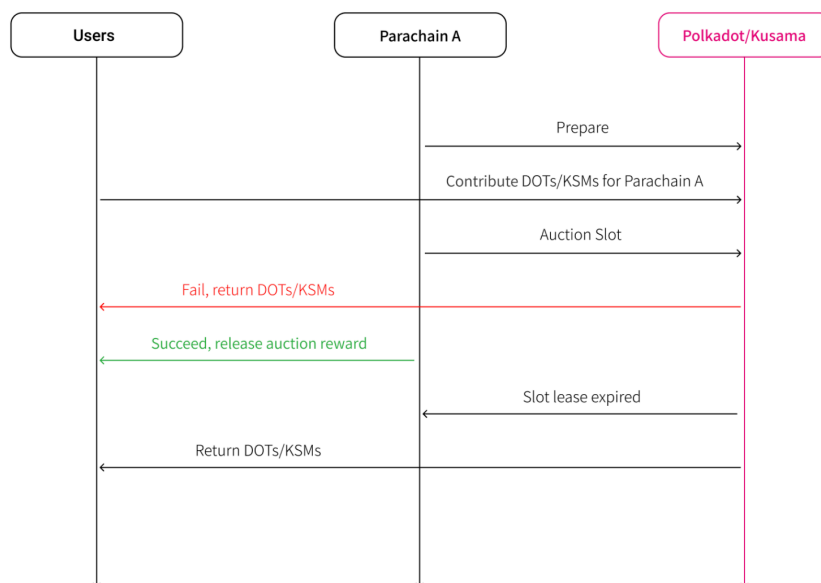 Users
Parachain A
Polkadot/Kusama
Prepare
Contribute DOTs/KSMs for Parachain A
Auction Slot
Fail, return DOTs/KSMs
Succeed, release auction reward
Slot lease expired
Return DOTs/KSMs